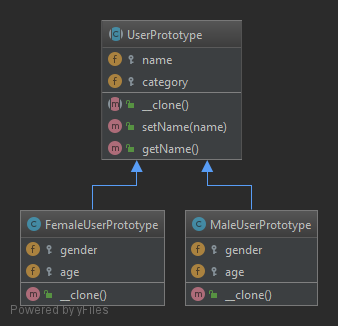 UserPrototype
name
category
__clone()
setName(name)
getName()
FemaleUserPrototype
gender
age
__clone()
MaleUserPrototype
gender
age
__clone()
Powered by yFiles